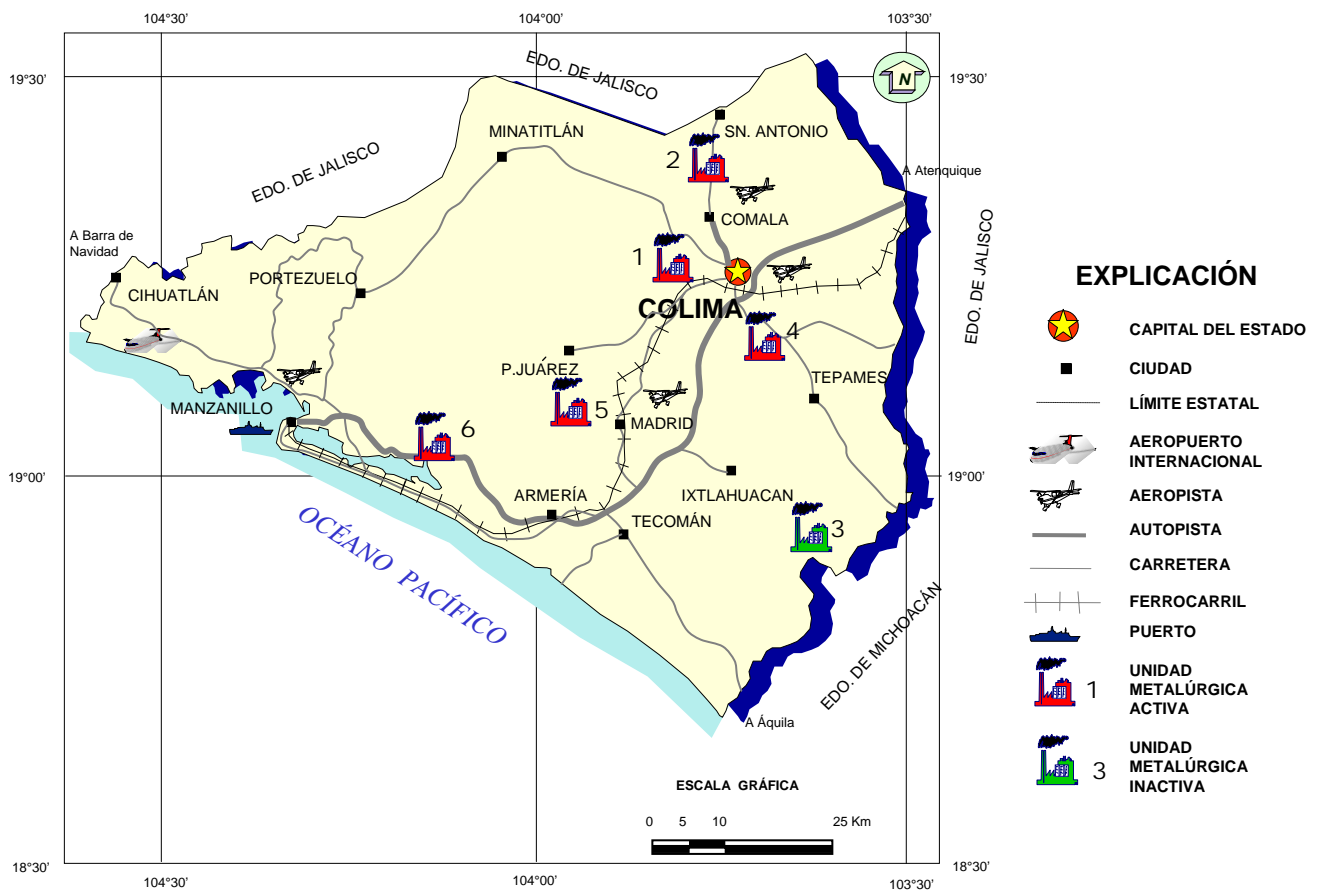 104°30'
104°00'
103°30'
19°30'
19°30'
EDO. DE JALISCO
N
MINATITLÁN
SN. ANTONIO
2
EDO. DE JALISCO
A Atenquique
COMALA
EDO. DE JALISCO
A Barra de
Navidad
1
PORTEZUELO
CIHUATLÁN
COLIMA
4
P.JUÁREZ
TEPAMES
MANZANILLO
5
MADRID
6
19°00'
19°00'
ARMERÍA
IXTLAHUACAN
TECOMÁN
3
OCÉANO PACÍFICO
EDO. DE MICHOACÁN
A Áquila
ESCALA GRÁFICA
0 5 10 25 Km
18°30'
18°30'
104°30'
104°00'
103°30'
EXPLICACIÓN
CAPITAL DEL ESTADO
CIUDAD
LÍMITE ESTATAL
AEROPUERTO
INTERNACIONAL
AEROPISTA
AUTOPISTA
CARRETERA
FERROCARRIL
PUERTO
UNIDAD
1 METALÚRGICA
ACTIVA
UNIDAD
3 METALÚRGICA
INACTIVA